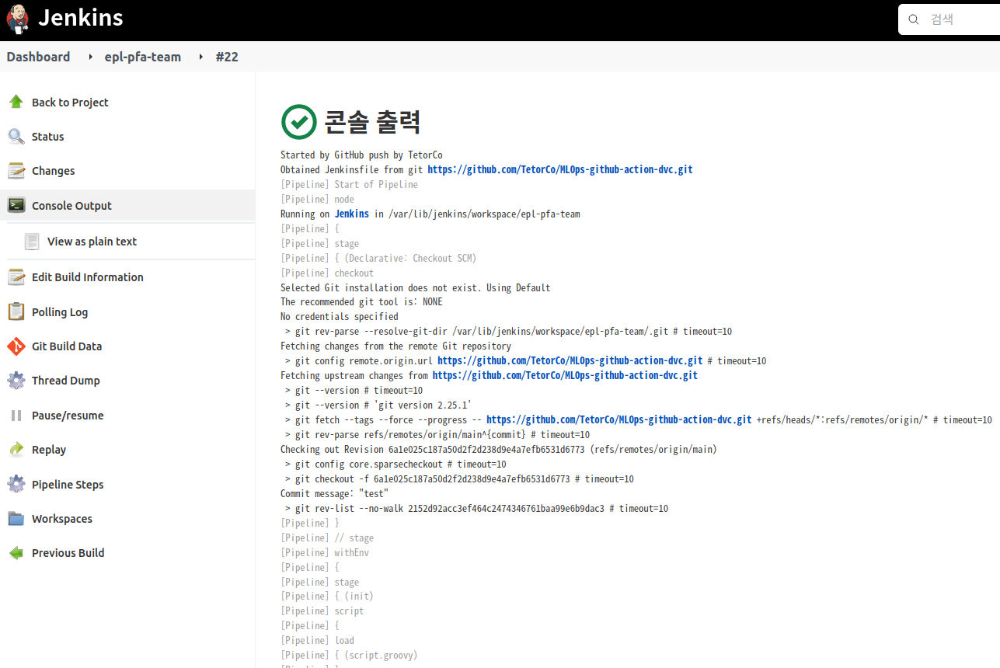 Jenkins
검색
Dashboard
epl-pfa-team
#22
Back to Project
Status
Changes
Console Output
View as plain text
Edit Build Information
Polling Log
Git Build Data
Thread Dump
Pause/resume
Replay
Pipeline Steps
Workspaces
Previous Build
콘솔 출력
Started by GitHub push by TetorCo
Obtained Jenkinsfile from git https://github.com/TetorCo/MLOps-github-action-dvc.git
[Pipeline] Start of Pipeline
[Pipeline] node
Running on Jenkins in /var/lib/jenkins/workspace/epl-pfa-team
[Pipeline] {
[Pipeline] stage
[Pipeline] { (Declarative: Checkout SCM)
[Pipeline] checkout
Selected Git installation does not exist. Using Default
The recommended git tool is: NONE
No credentials specified
 > git rev-parse --resolve-git-dir /var/lib/jenkins/workspace/epl-pfa-team/.git # timeout=10
Fetching changes from the remote Git repository
 > git config remote.origin.url https://github.com/TetorCo/MLOps-github-action-dvc.git # timeout=10
Fetching upstream changes from https://github.com/TetorCo/MLOps-github-action-dvc.git
 > git --version # timeout=10
 > git --version # 'git version 2.25.1'
 > git fetch --tags --force --progress -- https://github.com/TetorCo/MLOps-github-action-dvc.git +refs/heads/*:refs/remotes/origin/* # timeout=10
 > git rev-parse refs/remotes/origin/main^{commit} # timeout=10
Checking out Revision 6a1e025c187a50d2f2d238d9e4a7efb6531d6773 (refs/remotes/origin/main)
 > git config core.sparsecheckout # timeout=10
 > git checkout -f 6a1e025c187a50d2f2d238d9e4a7efb6531d6773 # timeout=10
Commit message: "test"
 > git rev-list --no-walk 2152d92acc3ef464c2474346761baa99e6b9dac3 # timeout=10
[Pipeline] }
[Pipeline] // stage
[Pipeline] withEnv
[Pipeline] {
[Pipeline] stage
[Pipeline] { (init)
[Pipeline] script
[Pipeline] {
[Pipeline] load
[Pipeline] { (script.groovy)